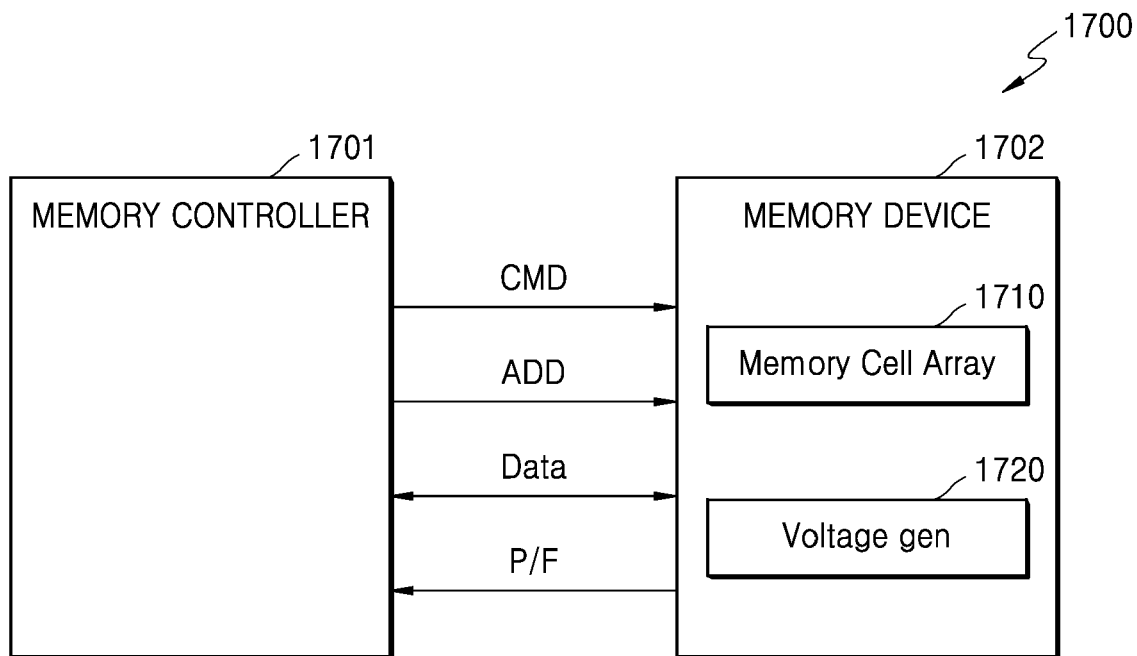 1700
1701
1702
MEMORY CONTROLLER
MEMORY DEVICE
CMD
1710
Memory Cell Array
ADD
Data
1720
Voltage gen
P/F